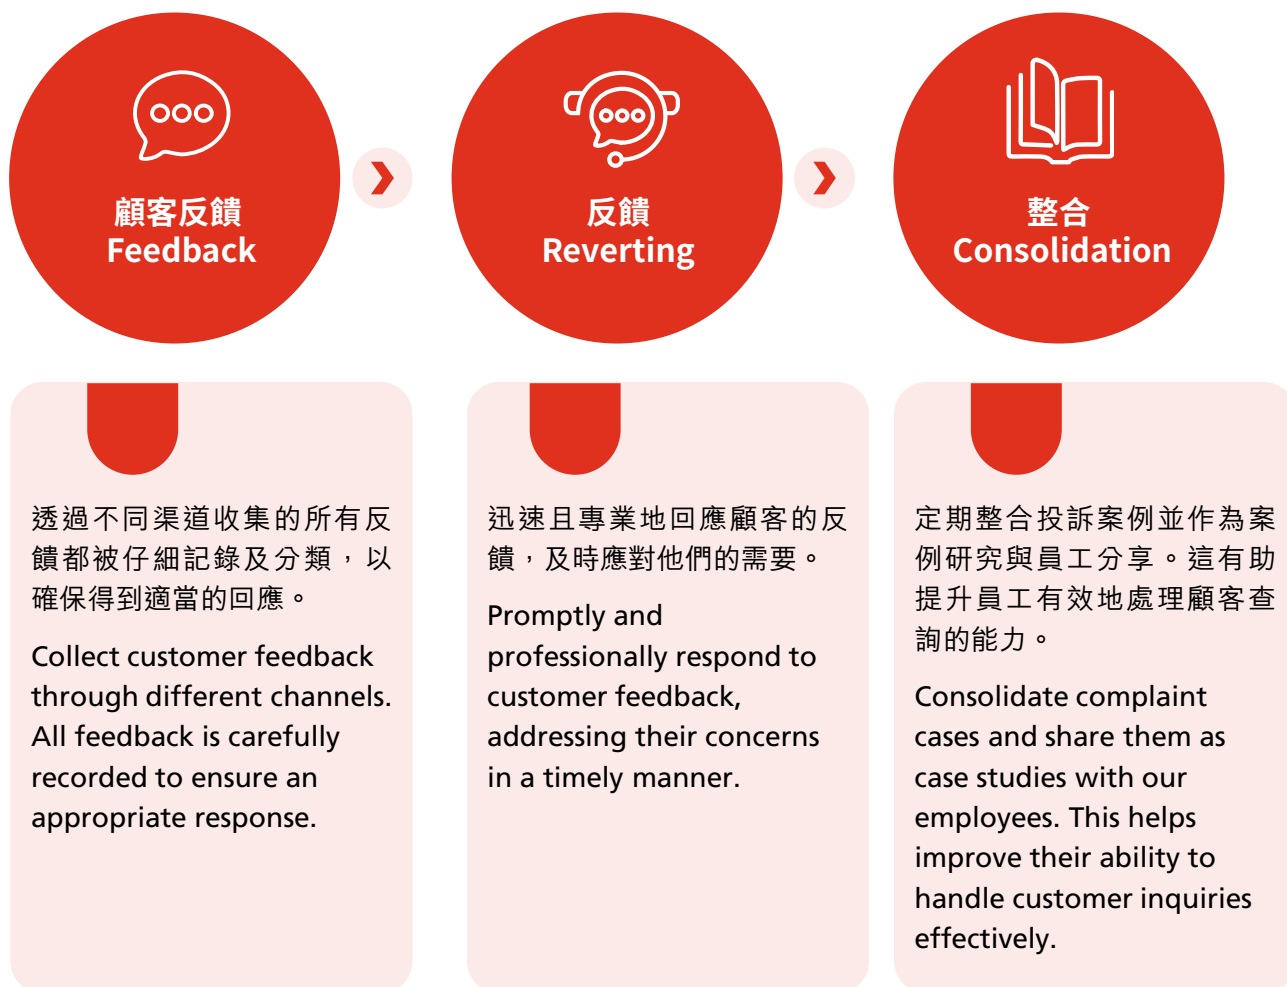 顧客反饋
Feedback
反饋
Reverting
整合
Consolidation
透過不同渠道收集的所有反
饋都被仔細記錄及分類，以
確保得到適當的回應。
Collect customer feedback
through different channels.
All feedback is carefully
recorded to ensure an
appropriate response.
迅速且專業地回應顧客的反
饋，及時應對他們的需要。
Promptly and
professionally respond to
customer feedback,
addressing their concerns
in a timely manner.
定期整合投訴案例並作為案
例研究與員工分享。這有助
提升員工有效地處理顧客查
詢的能力。
Consolidate complaint
cases and share them as
case studies with our
employees. This helps
improve their ability to
handle customer inquiries
effectively.